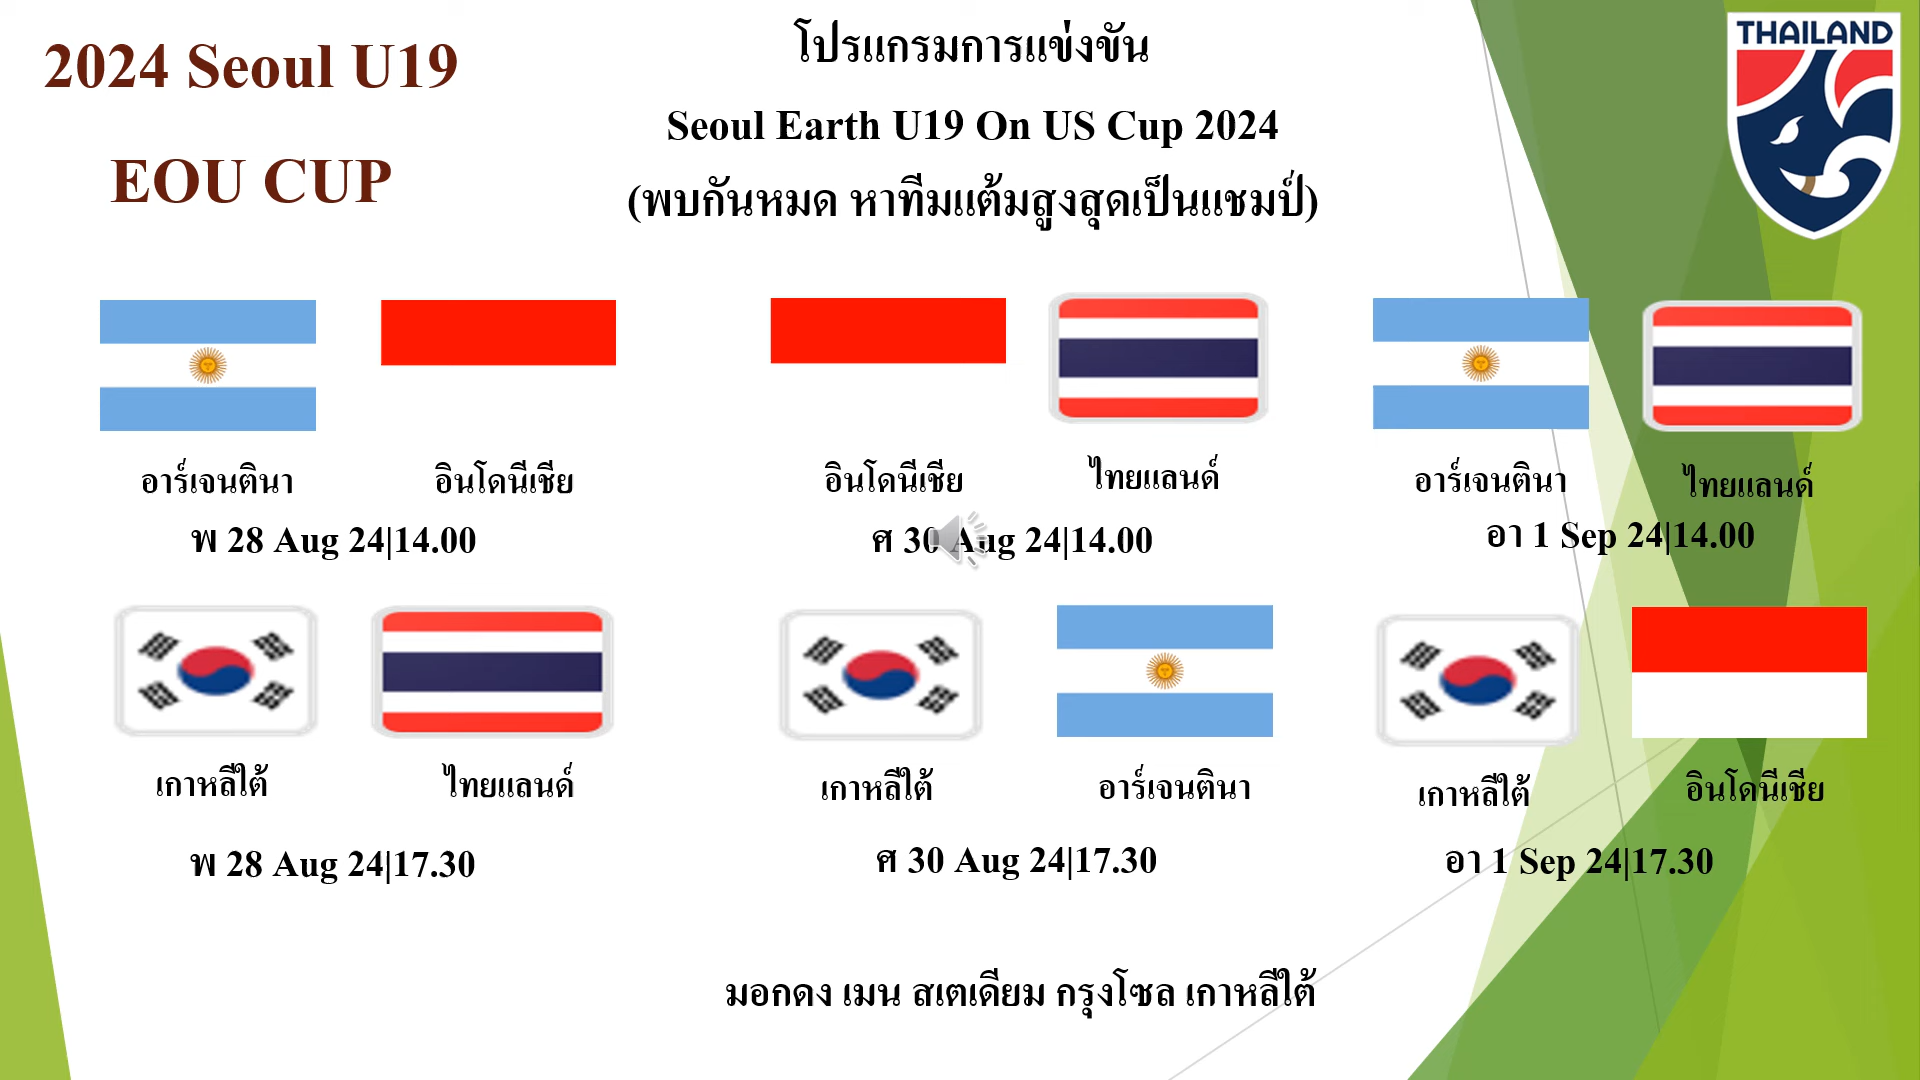 2024 Seoul U19
EOU CUP
โปรแกรมการแข่งขัน
Seoul Earth U19 On US Cup 2024
(พบกันหมด หาทีมแต้มสูงสุดเป็นแชมป์)
THAILAND
อาร์เจนตินา อินโดนีเชีย
พ 28 Aug 24|14.00
อินโดนีเชีย ไทยแลนด์
ศ 30 Aug 24|14.00
อาร์เจนตินา ไทยแลนด์
อา 1 Sep 24|14.00
เกาหลีใต้ ไทยแลนด์
พ 28 Aug 24|17.30
เกาหลีใต้ อาร์เจนตินา
ศ 30 Aug 24|17.30
เกาหลีใต้ อินโดนีเชีย
อา 1 Sep 24|17.30
มอกดง เมน สเตเดียม กรุงโซล เกาหลีใต้